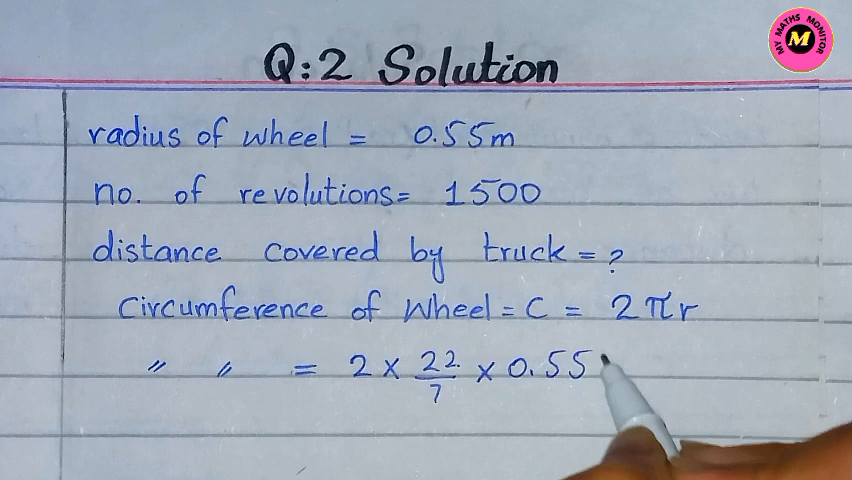 MY MATHS MONITOR
M
Q:2 Solution
radius of wheel = 0.55m
no. of revolutions= 1500
distance covered by truck = ?
Circumference of Wheel = C = 2πr
〃 〃 = 2 × 22/7 × 0.55